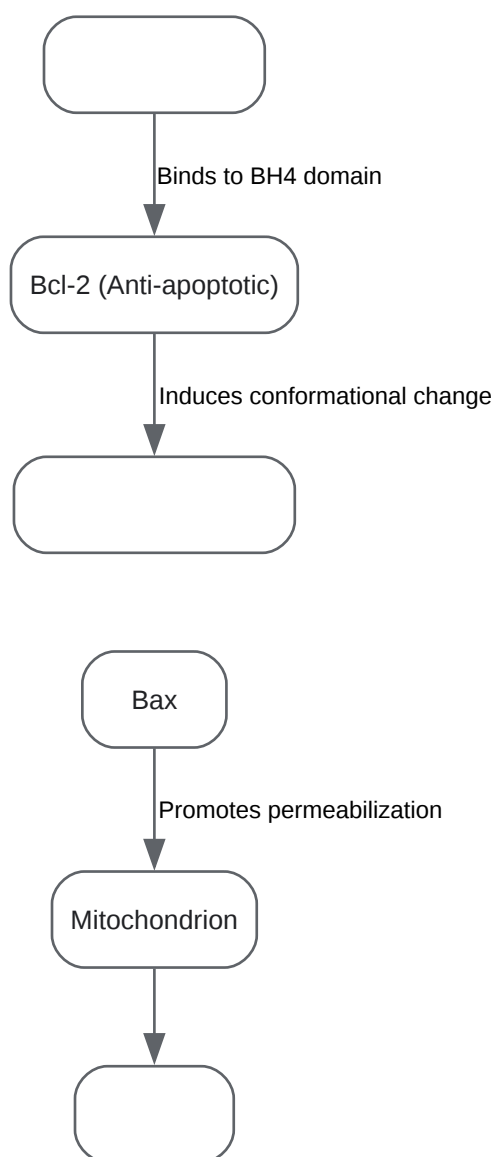 Binds to BH4 domain
Bcl-2 (Anti-apoptotic)
Induces conformational change
Bax
Promotes permeabilization
Mitochondrion